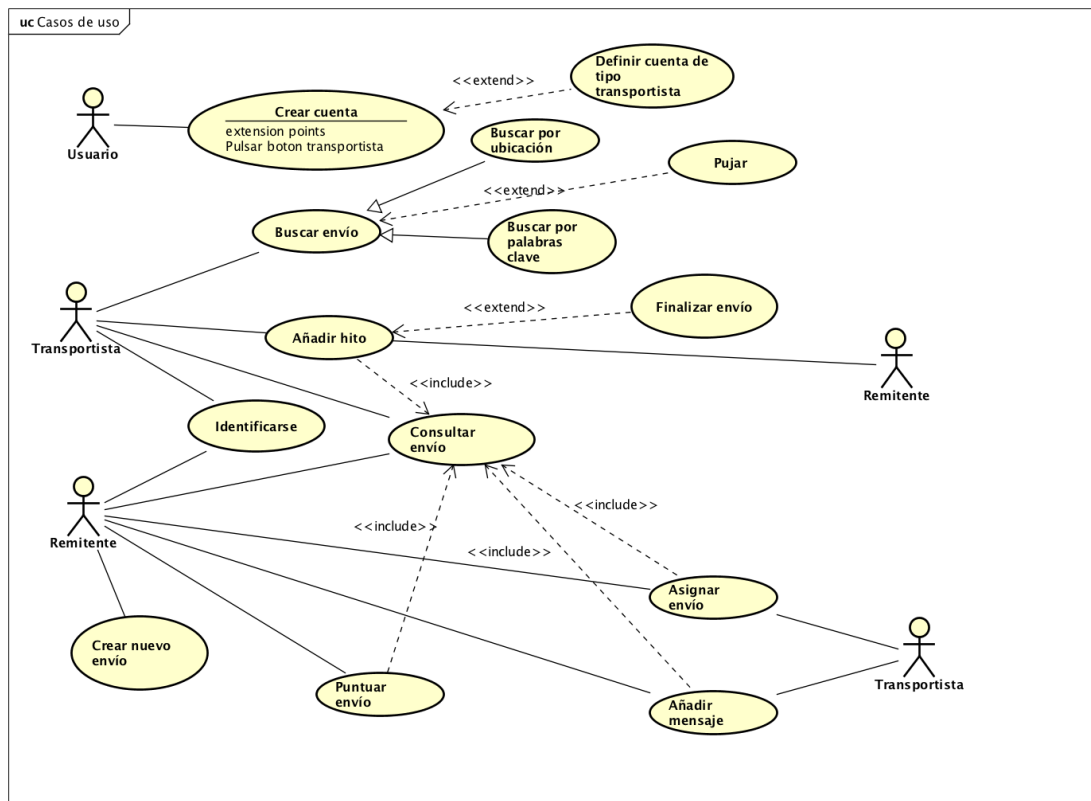 uc Casos de uso
Definir cuenta de
tipo
transportista
<<extend>>
Crear cuenta
extension points
Pulsar boton transportista
Usuario
Buscar por
ubicación
Pujar
<<extend>>
Buscar envío
Buscar por
palabras
clave
<<extend>>
Finalizar envío
Añadir hito
Transportista
Remitente
<<include>>
Identificarse
Consultar
envío
<<include>>
<<include>>
<<include>>
Remitente
Asignar
envío
Crear nuevo
envío
Transportista
Puntuar
envío
Añadir
mensaje